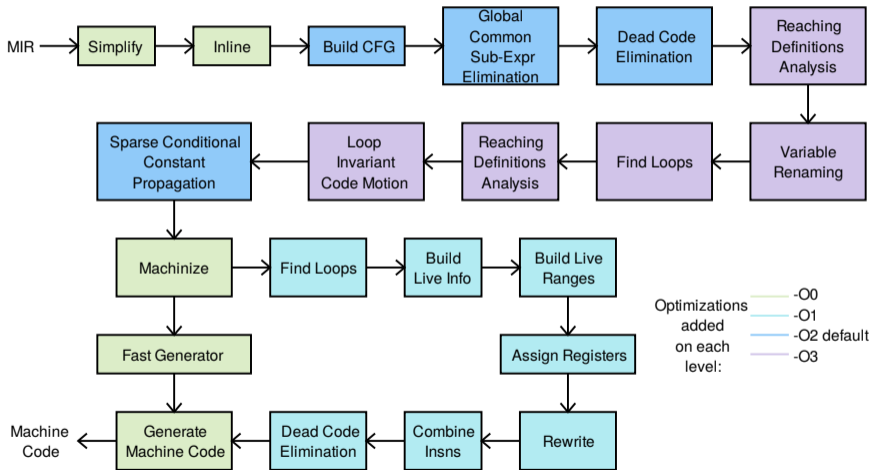 MIR
Simplify
Inline
Build CFG
Global
Common
Sub-Expr
Elimination
Dead Code
Elimination
Reaching
Definitions
Analysis
Sparse Conditional
Constant
Propagation
Loop
Invariant
Code Motion
Reaching
Definitions
Analysis
Find Loops
Variable
Renaming
Machinize
Find Loops
Build
Live Info
Build Live
Ranges
Optimizations
added
on each
level:
-O0
-O1
-O2 default
-O3
Fast Generator
Assign Registers
Machine
Code
Generate
Machine Code
Dead Code
Elimination
Combine
Insns
Rewrite